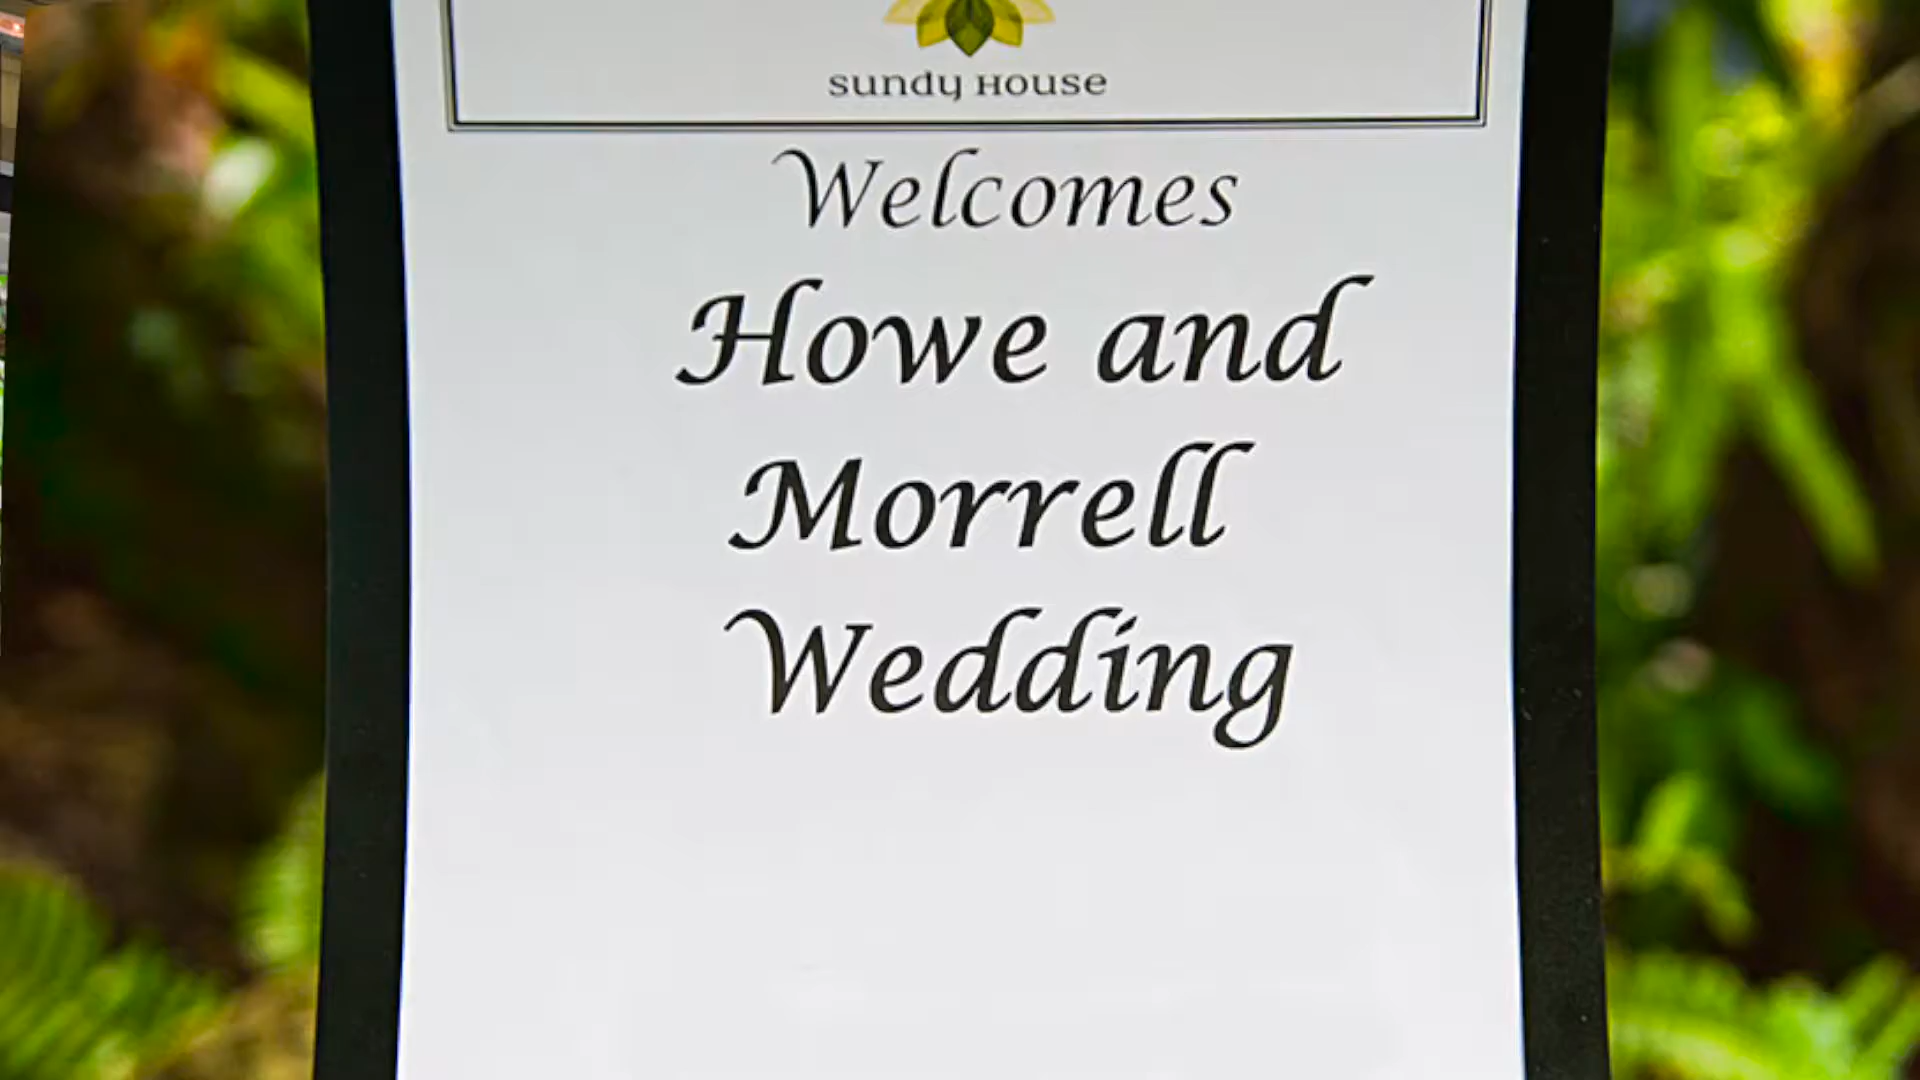 sundy House
Welcomes
Howe and
Morrell
Wedding